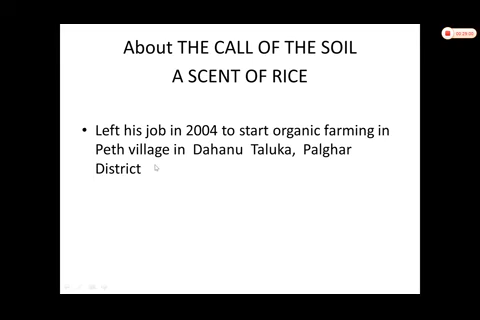 About THE CALL OF THE SOIL
A SCENT OF RICE
• Left his job in 2004 to start organic farming in
Peth village in Dahanu Taluka, Palghar
District